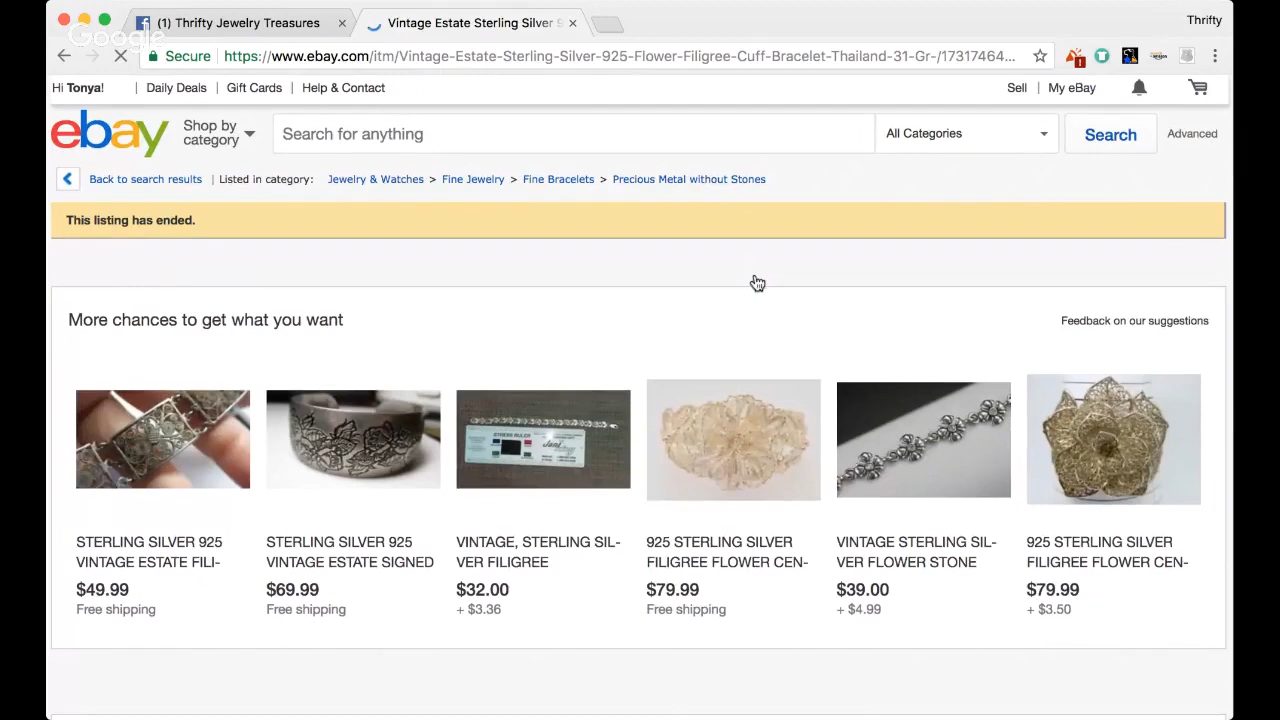 (1) Thrifty Jewelry Treasures
Vintage Estate Sterling Silver S
Thrifty
Google
Secure
https://www.ebay.com/itm/Vintage-Estate-Sterling-Silver-925-Flower-Filigree-Cuff-Bracelet-Thailand-31-Gr-/17317464...
Hi Tonya!
Daily Deals
Gift Cards
Help & Contact
Sell
My eBay
ebay
Shop by
category
Search for anything
All Categories
Search
Advanced
Back to search results
Listed in category:
Jewelry & Watches > Fine Jewelry > Fine Bracelets > Precious Metal without Stones
This listing has ended.
More chances to get what you want
Feedback on our suggestions
STERLING SILVER 925
VINTAGE ESTATE FILI-
$49.99
Free shipping
STERLING SILVER 925
VINTAGE ESTATE SIGNED
$69.99
Free shipping
VINTAGE, STERLING SIL-
VER FILIGREE
$32.00
+ $3.36
925 STERLING SILVER
FILIGREE FLOWER CEN-
$79.99
Free shipping
VINTAGE STERLING SIL-
VER FLOWER STONE
$39.00
+ $4.99
925 STERLING SILVER
FILIGREE FLOWER CEN-
$79.99
+ $3.50